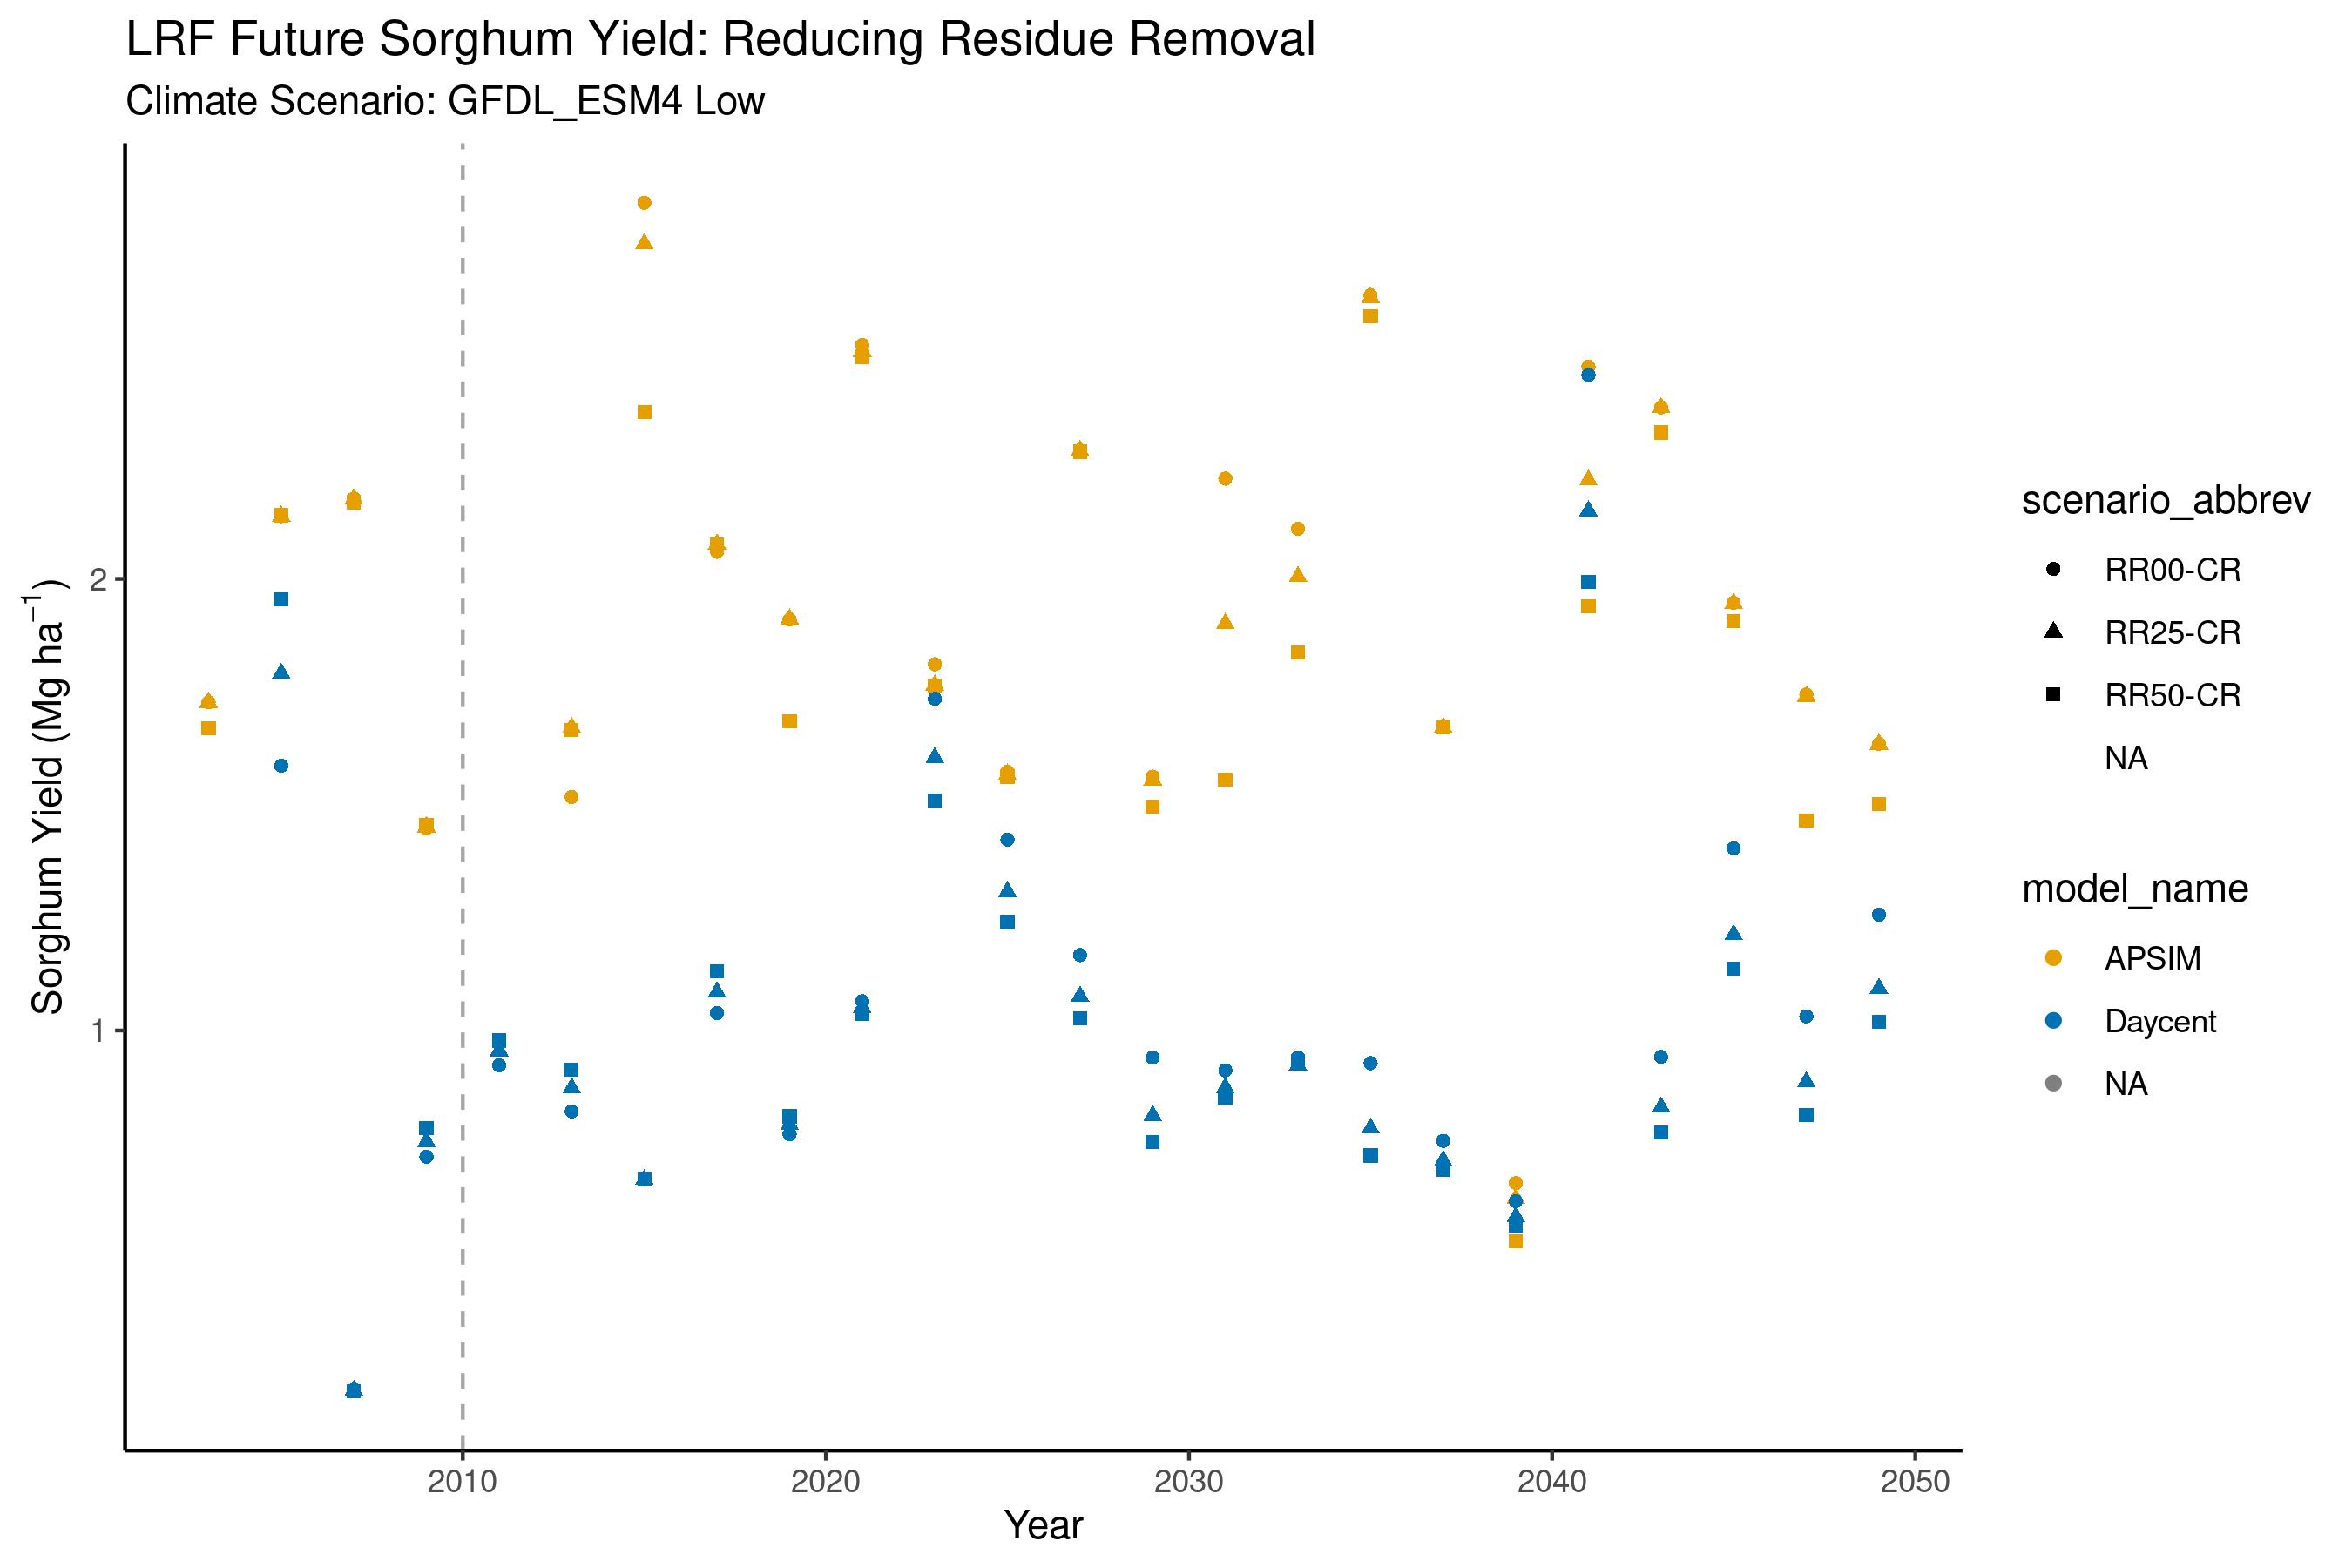 LRF Future Sorghum Yield: Reducing Residue Removal
Climate Scenario: GFDL_ESM4 Low
Sorghum Yield (Mg ha⁻¹)
2
1
2010
2020
2030
2040
2050
Year
scenario_abbrev
RR00-CR
RR25-CR
RR50-CR
NA
model_name
APSIM
Daycent
NA